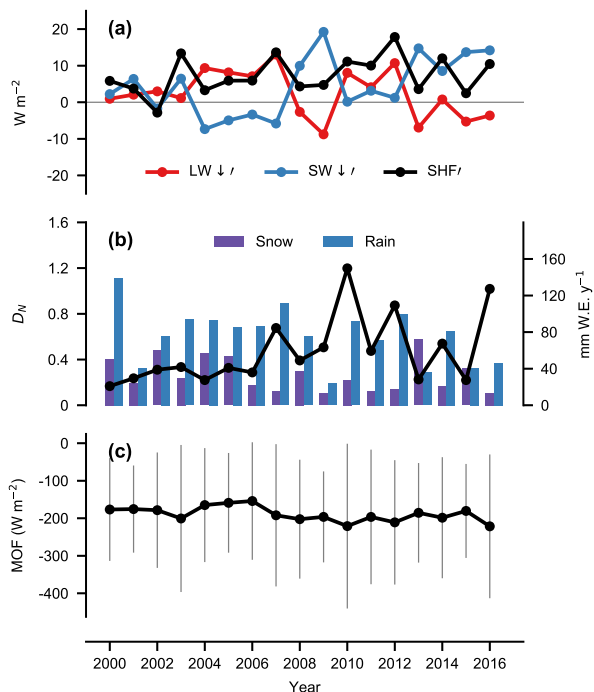 (a)
20
10
0
-10
-20
W m⁻²
LW ↓ ′ SW ↓ ′ SHF′
(b)
Snow Rain
1.6
1.2
0.8
0.4
0
D_N
160
120
80
40
0
mm W.E. y⁻¹
(c)
0
-100
-200
-300
-400
MOF (W m⁻²)
2000 2002 2004 2006 2008 2010 2012 2014 2016
Year